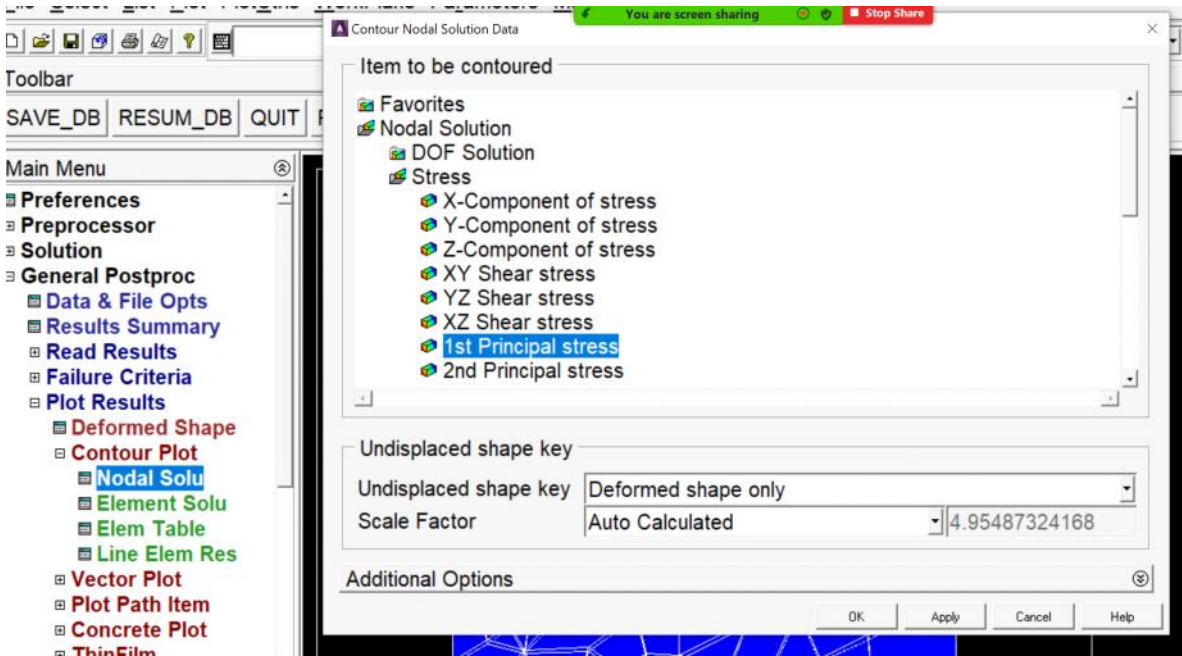 You are screen sharing Stop Share
Toolbar
SAVE_DB RESUM_DB QUIT
Main Menu
Preferences
Preprocessor
Solution
General Postproc
Data & File Opts
Results Summary
Read Results
Failure Criteria
Plot Results
Deformed Shape
Contour Plot
Nodal Solu
Element Solu
Elem Table
Line Elem Res
Vector Plot
Plot Path Item
Concrete Plot
ThinFilm
Contour Nodal Solution Data
Item to be contoured
Favorites
Nodal Solution
DOF Solution
Stress
X-Component of stress
Y-Component of stress
Z-Component of stress
XY Shear stress
YZ Shear stress
XZ Shear stress
1st Principal stress
2nd Principal stress
Undisplaced shape key
Undisplaced shape key Deformed shape only
Scale Factor Auto Calculated 4.95487324168
Additional Options
OK Apply Cancel Help